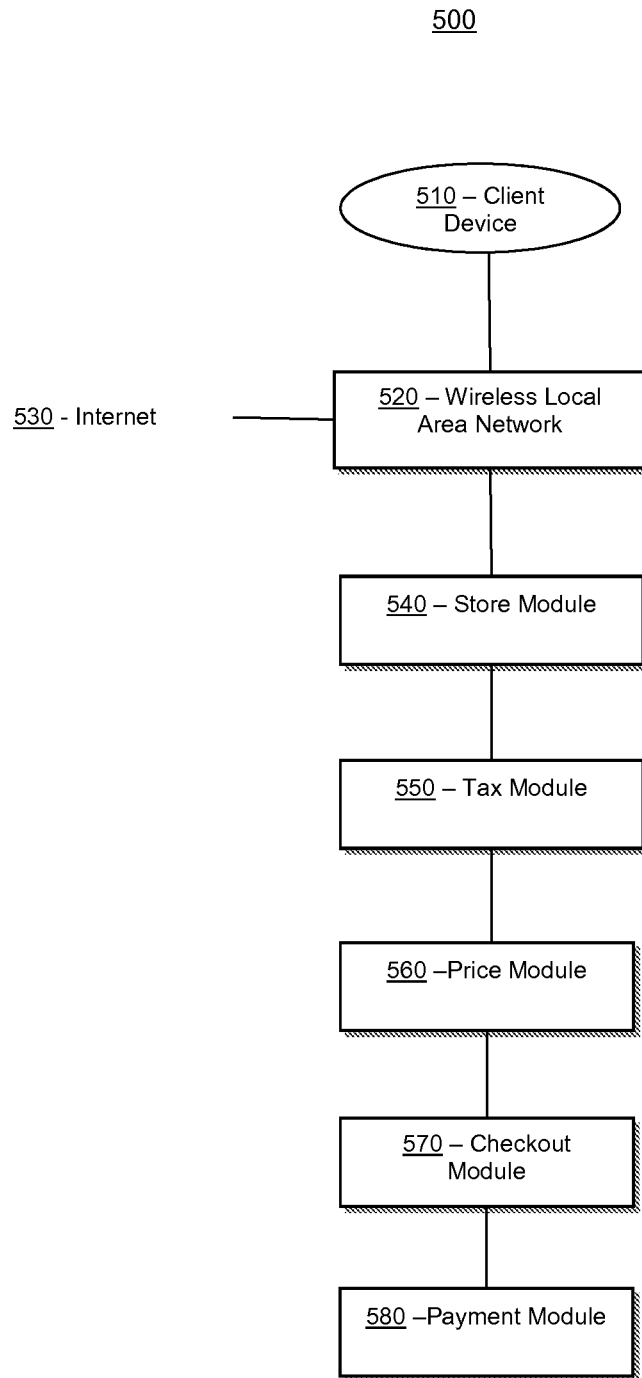 500
510 – Client
Device
520 – Wireless Local
Area Network
530 - Internet
540 – Store Module
550 – Tax Module
560 –Price Module
570 – Checkout
Module
580 –Payment Module